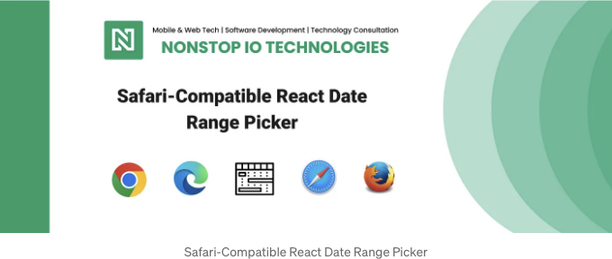 Mobile & Web Tech | Software Development | Technology Consultation
NONSTOP IO TECHNOLOGIES
Safari-Compatible React Date
Range Picker
Safari-Compatible React Date Range Picker